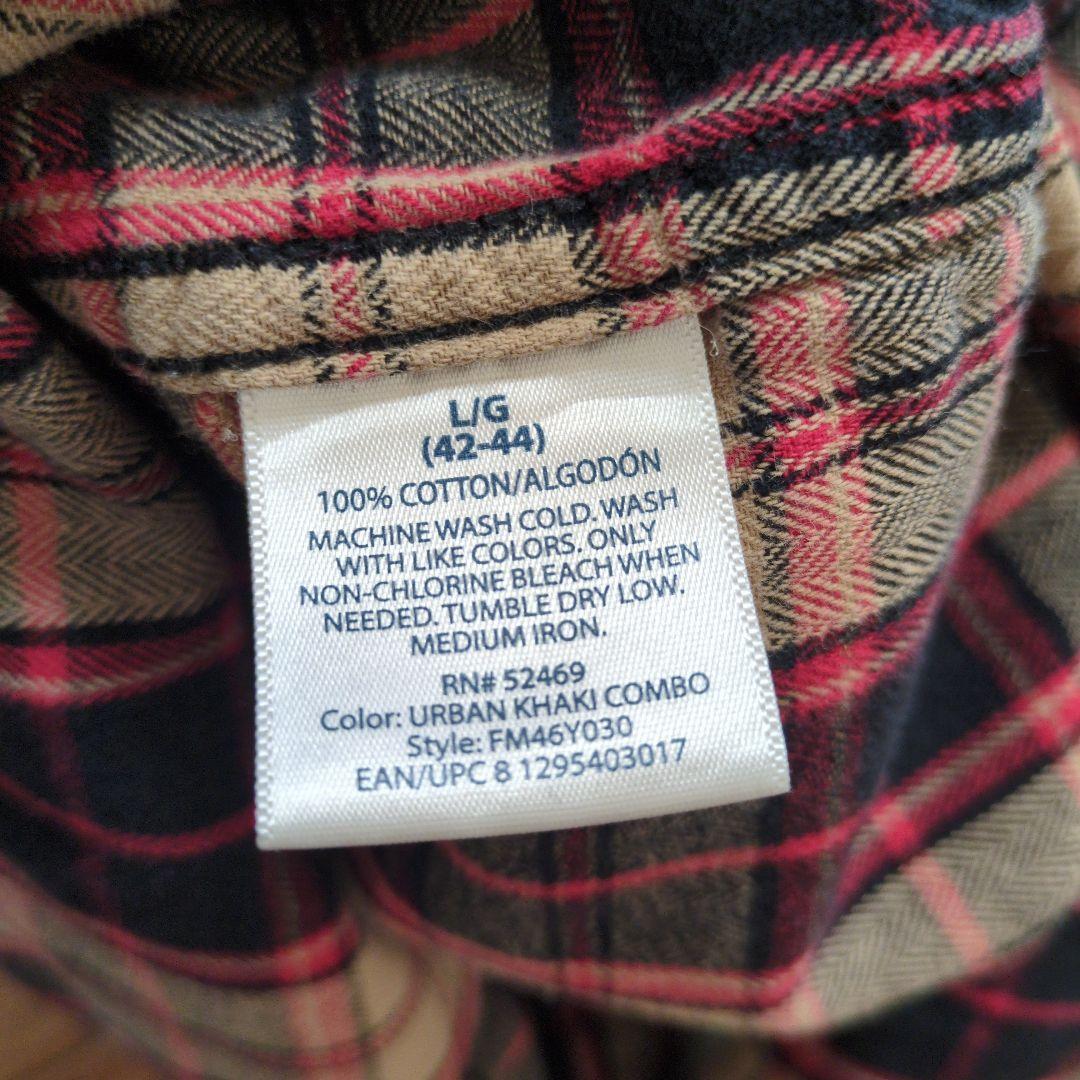 L/G
(42-44)
100% COTTON/ALGODÓN
MACHINE WASH COLD. WASH
WITH LIKE COLORS. ONLY
NON-CHLORINE BLEACH WHEN
NEEDED. TUMBLE DRY LOW.
MEDIUM IRON.
RN# 52469
Color: URBAN KHAKI COMBO
Style: FM46Y030
EAN/UPC 8 1295403017